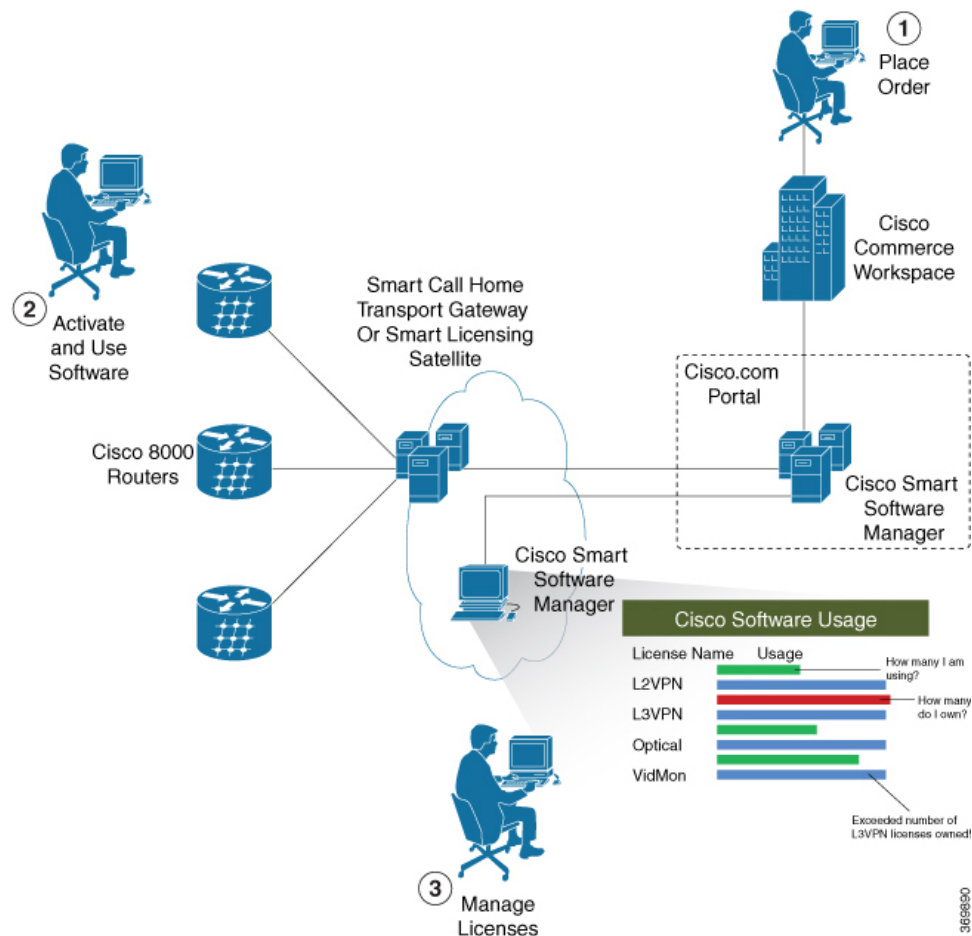 1
Place
Order
Cisco
Commerce
Workspace
2
Activate
and Use
Software
Smart Call Home
Transport Gateway
Or Smart Licensing
Satellite
Cisco.com
Portal
Cisco 8000
Routers
Cisco Smart
Software
Manager
Cisco Smart
Software
Manager
Cisco Software Usage
License Name Usage
How many I am
using?
L2VPN
How many
do I own?
L3VPN
Optical
VidMon
Exceeded number of
L3VPN licenses owned!
3
Manage
Licenses
369890